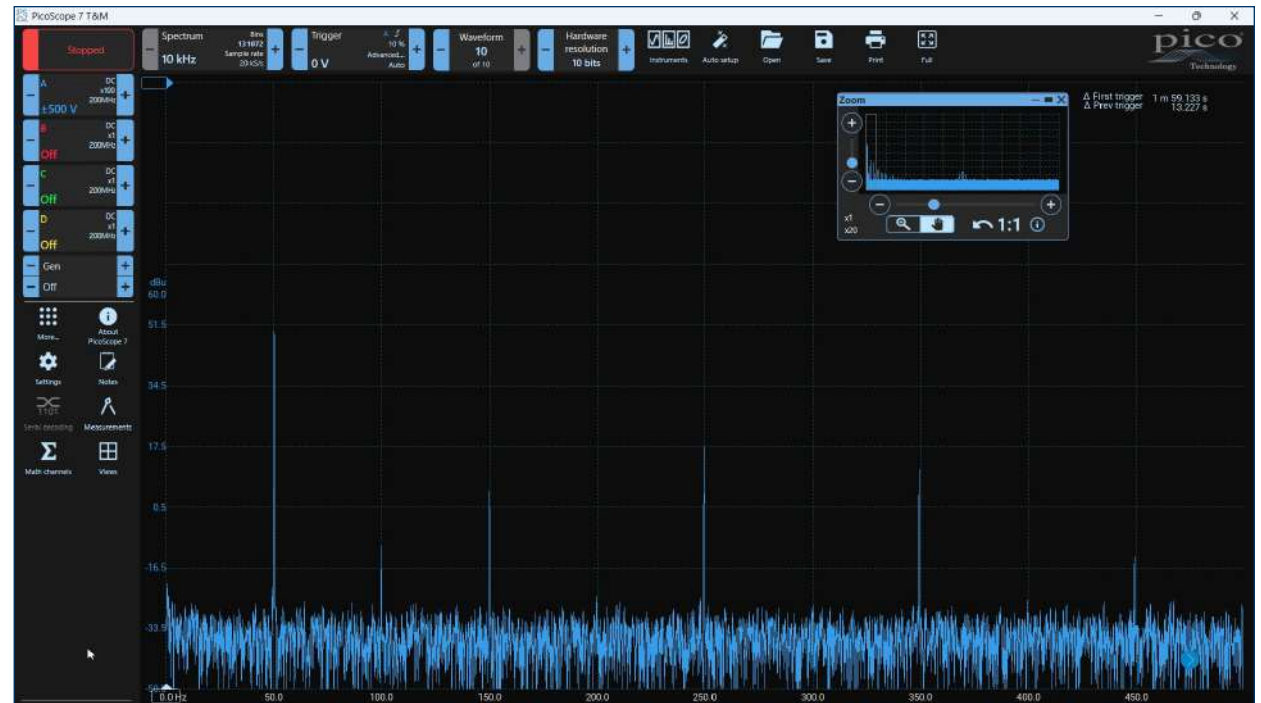 PicoScope 7 T&M
Stopped
Spectrum
10 kHz
Bins
131072
Sample rate
20 kS/s
Trigger
0 V
A
10 %
Advanced...
Auto
Waveform
10
of 10
Hardware
resolution
10 bits
Instruments
Auto setup
Open
Save
Print
Full
pico
Technology
A
±500 V
DC
x100
200MHz
B
Off
DC
x1
200MHz
C
Off
DC
x1
200MHz
D
Off
DC
x1
200MHz
Gen
Off
More...
About
PicoScope 7
Settings
Notes
Serial decoding
Measurements
Math channels
Views
Zoom
x1
x20
1:1
Δ First trigger 1 m 59.133 s
Δ Prev trigger 13.227 s
dBu
60.0
51.5
34.5
17.5
0.5
-16.5
-33.5
0.0 Hz
50.0
100.0
150.0
200.0
250.0
300.0
350.0
400.0
450.0